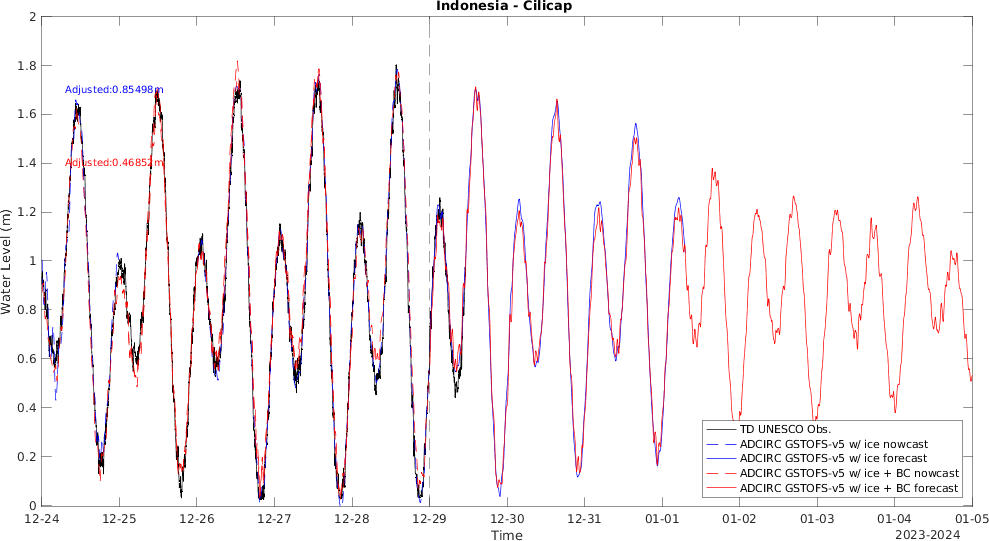 Indonesia - Cilicap
2
1.8
1.6
1.4
1.2
1
0.8
0.6
0.4
0.2
0
Water Level (m)
Adjusted:0.85498m
Adjusted:0.46852m
TD UNESCO Obs.
ADCIRC GSTOFS-v5 w/ ice nowcast
ADCIRC GSTOFS-v5 w/ ice forecast
ADCIRC GSTOFS-v5 w/ ice + BC nowcast
ADCIRC GSTOFS-v5 w/ ice + BC forecast
12-24 12-25 12-26 12-27 12-28 12-29 12-30 12-31 01-01 01-02 01-03 01-04 01-05
Time
2023-2024